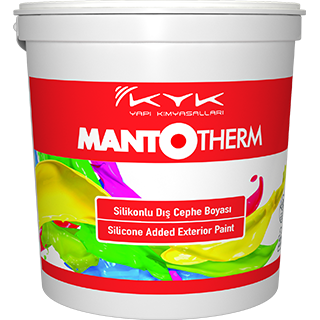 KYK
YAPI KİMYASALLARI
MANTOTHERM
Silikonlu Dış Cephe Boyası
Silicone Added Exterior Paint